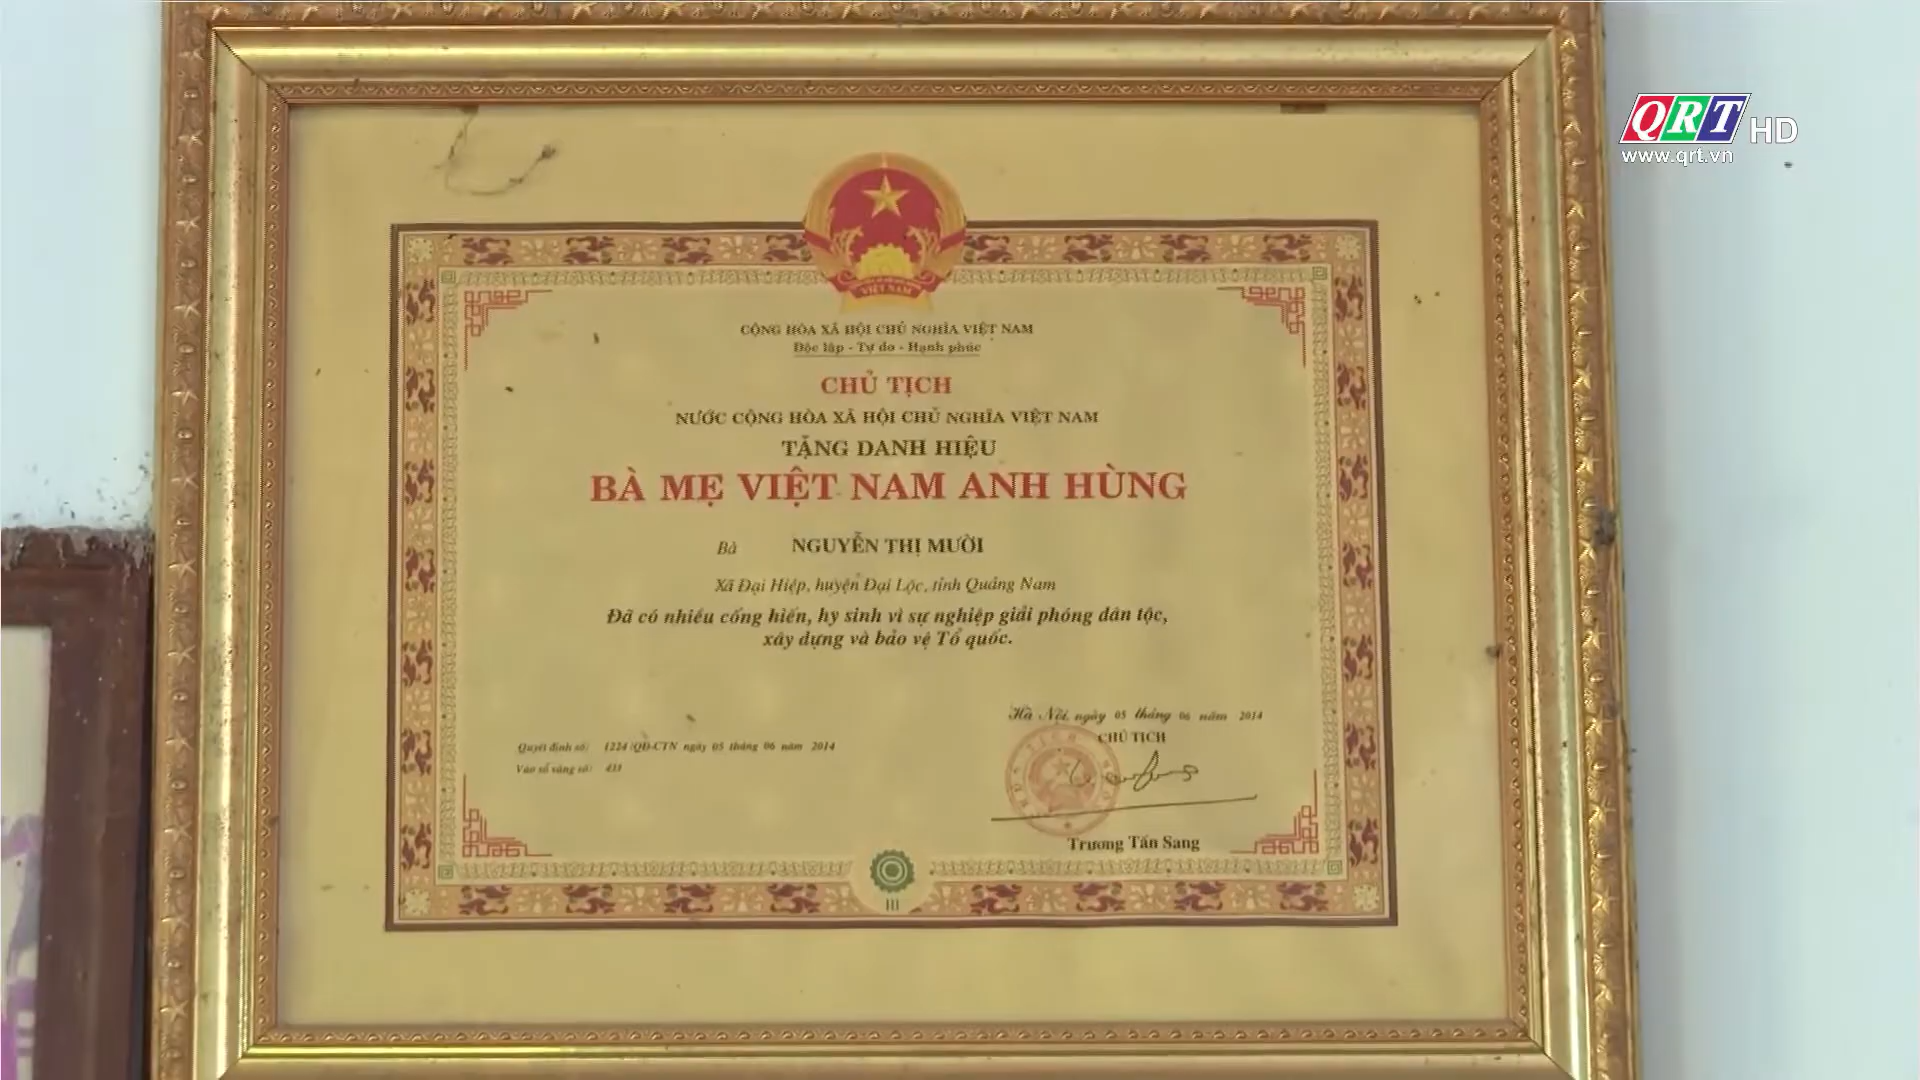 QRT HD
www.qrt.vn
VIỆT NAM
CỘNG HÒA XÃ HỘI CHỦ NGHĨA VIỆT NAM
Độc lập - Tự do - Hạnh phúc
CHỦ TỊCH
NƯỚC CỘNG HÒA XÃ HỘI CHỦ NGHĨA VIỆT NAM
TẶNG DANH HIỆU
BÀ MẸ VIỆT NAM ANH HÙNG
Bà NGUYỄN THỊ MƯỜI
Xã Đại Hiệp, huyện Đại Lộc, tỉnh Quảng Nam
Đã có nhiều cống hiến, hy sinh vì sự nghiệp giải phóng dân tộc,
xây dựng và bảo vệ Tổ quốc.
Hà Nội, ngày 05 tháng 06 năm 2014
CHỦ TỊCH
Quyết định số: 1224 /QĐ-CTN ngày 05 tháng 06 năm 2014
Vào sổ vàng số:
Trương Tấn Sang
III